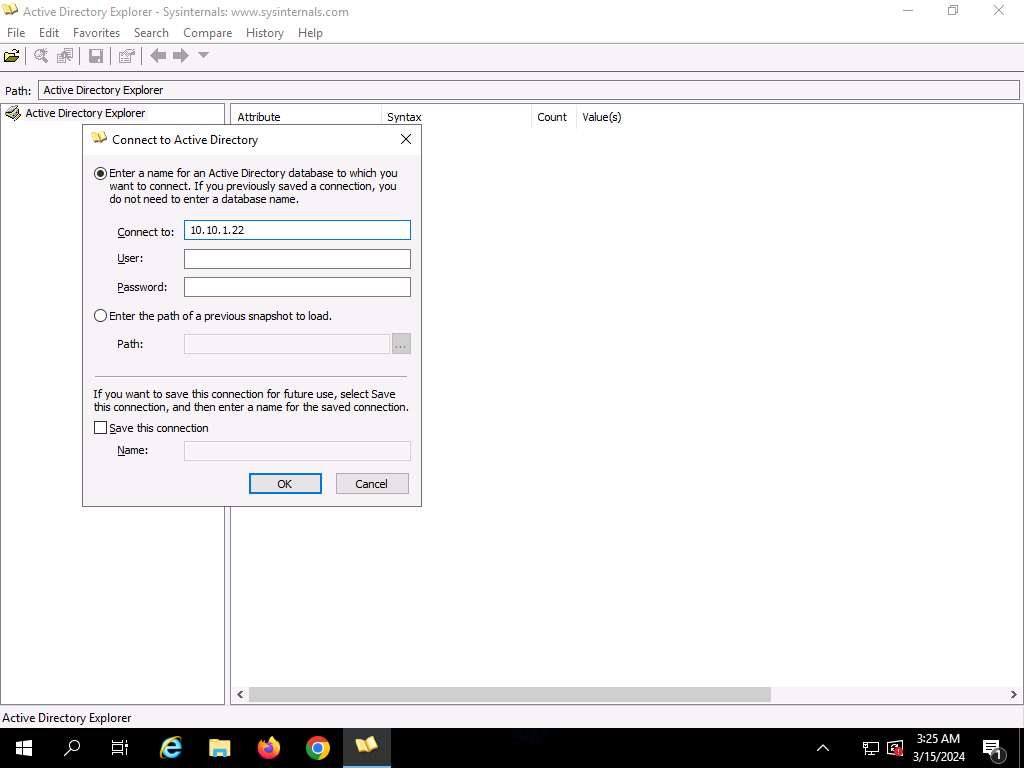 Active Directory Explorer - Sysinternals: www.sysinternals.com
File Edit Favorites Search Compare History Help
Path: Active Directory Explorer
Active Directory Explorer
Attribute Syntax Count Value(s)
Connect to Active Directory
Enter a name for an Active Directory database to which you
want to connect. If you previously saved a connection, you
do not need to enter a database name.
Connect to: 10.10.1.22
User:
Password:
Enter the path of a previous snapshot to load.
Path: ...
If you want to save this connection for future use, select Save
this connection, and then enter a name for the saved connection.
Save this connection
Name:
OK Cancel
Active Directory Explorer
3:25 AM
3/15/2024
1